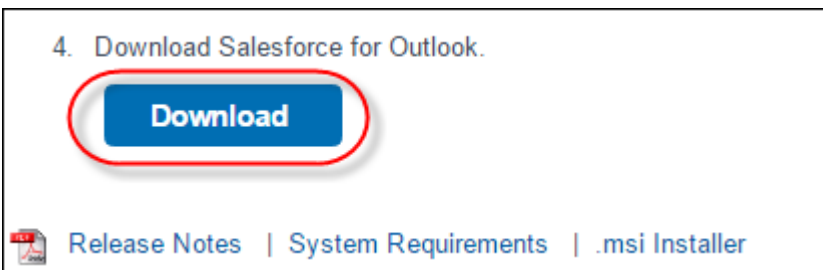 4. Download Salesforce for Outlook.
Download
Release Notes | System Requirements | .msi Installer